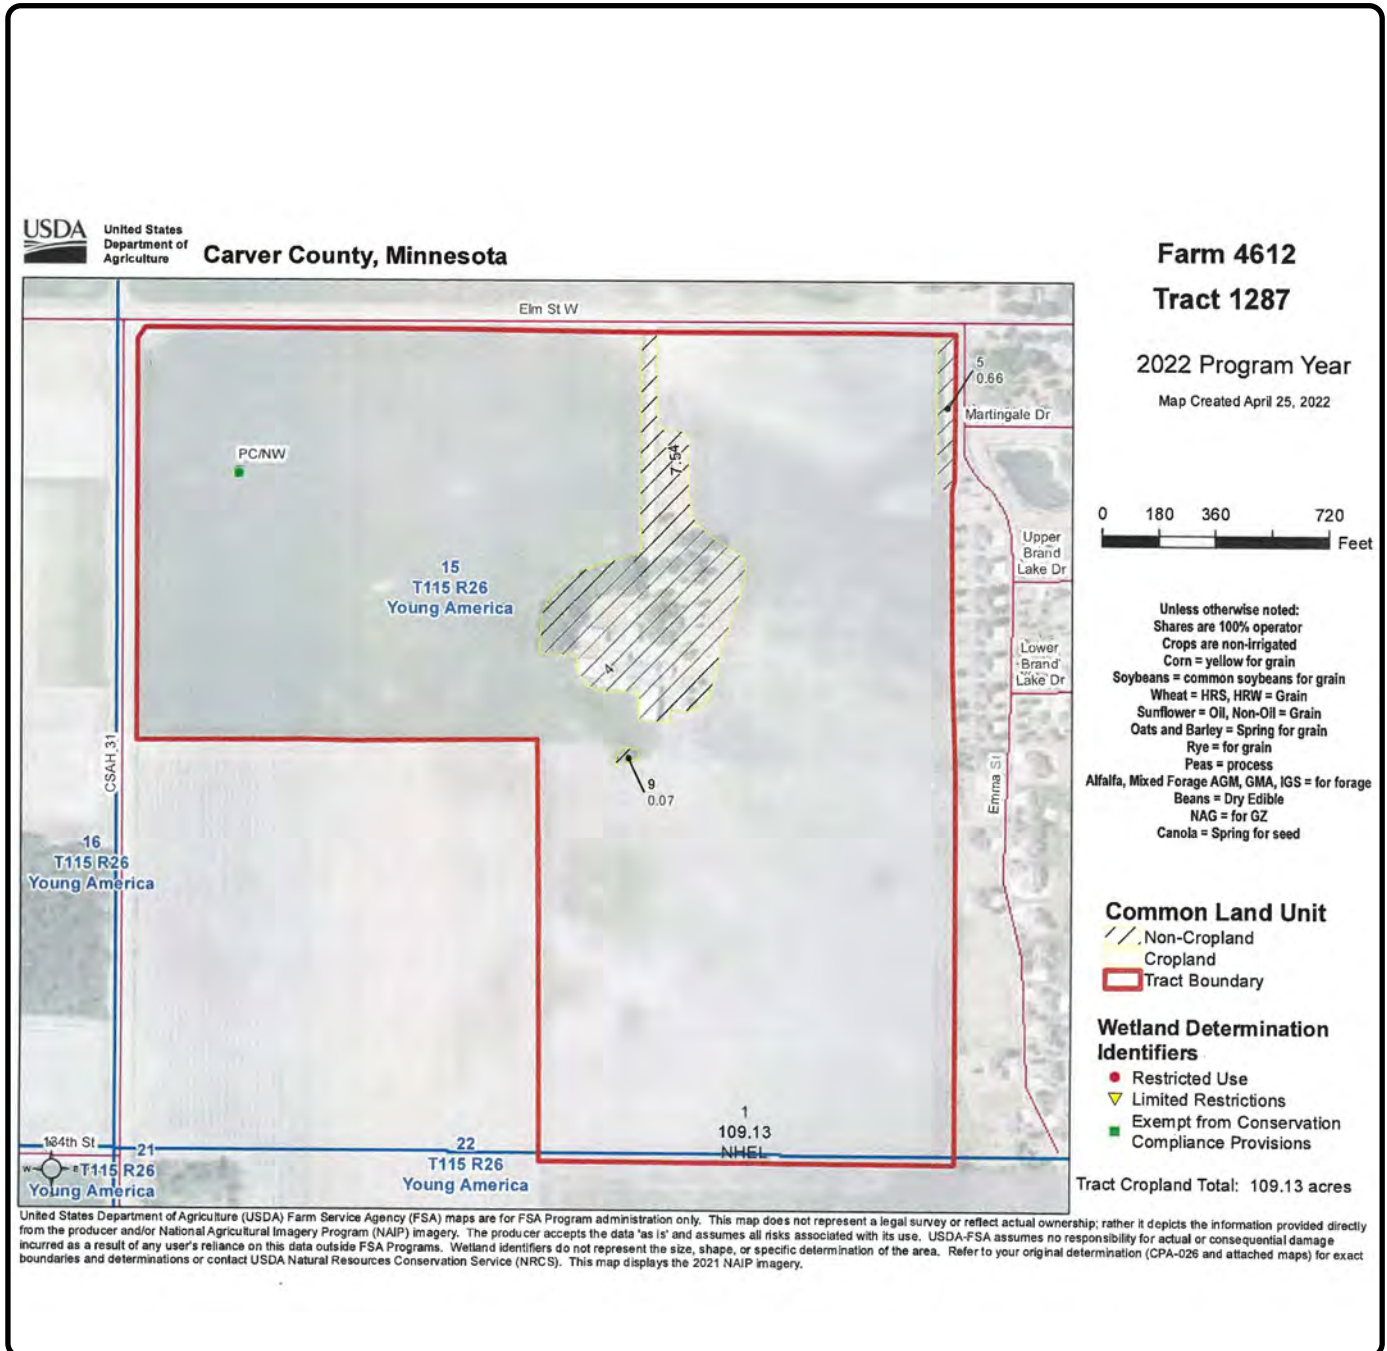 USDA
United States
Department of
Agriculture
Carver County, Minnesota
Farm 4612
Tract 1287
2022 Program Year
Map Created April 25, 2022
Elm St W
5
0.66
Martingale Dr
PC/NW
7.54
0 180 360 720
Feet
Upper
Brand
Lake Dr
15
T115 R26
Young America
4
Lower
Brand
Lake Dr
Unless otherwise noted:
Shares are 100% operator
Crops are non-irrigated
Corn = yellow for grain
Soybeans = common soybeans for grain
Wheat = HRS, HRW = Grain
Sunflower = Oil, Non-Oil = Grain
Oats and Barley = Spring for grain
Rye = for grain
Peas = process
Alfalfa, Mixed Forage AGM, GMA, IGS = for forage
Beans = Dry Edible
NAG = for GZ
Canola = Spring for seed
CSAH 31
9
0.07
Emma St
16
T115 R26
Young America
Common Land Unit
Non-Cropland
Cropland
Tract Boundary
Wetland Determination
Identifiers
Restricted Use
Limited Restrictions
Exempt from Conservation
Compliance Provisions
1
109.13
NHEL
134th St
21
T115 R26
Young America
W E
22
T115 R26
Young America
Tract Cropland Total: 109.13 acres
United States Department of Agriculture (USDA) Farm Service Agency (FSA) maps are for FSA Program administration only. This map does not represent a legal survey or reflect actual ownership; rather it depicts the information provided directly
from the producer and/or National Agricultural Imagery Program (NAIP) imagery. The producer accepts the data 'as is' and assumes all risks associated with its use. USDA-FSA assumes no responsibility for actual or consequential damage
incurred as a result of any user's reliance on this data outside FSA Programs. Wetland identifiers do not represent the size, shape, or specific determination of the area. Refer to your original determination (CPA-026 and attached maps) for exact
boundaries and determinations or contact USDA Natural Resources Conservation Service (NRCS). This map displays the 2021 NAIP imagery.